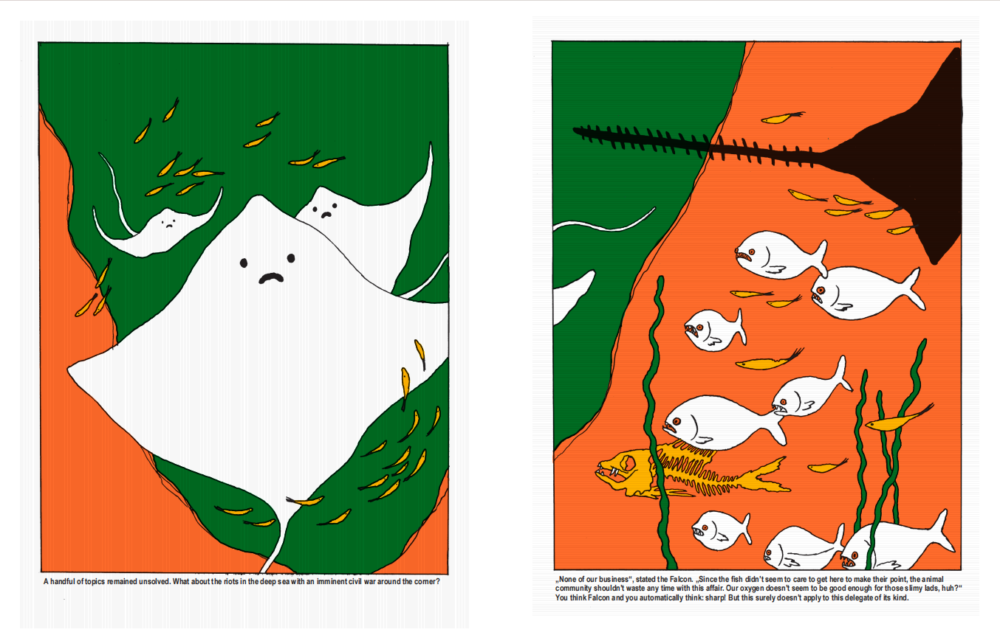 A handful of topics remained unsolved. What about the riots in the deep sea with an imminent civil war around the corner?
„None of our business“, stated the Falcon. „Since the fish didn’t seem to care to get here to make their point, the animal
community shouldn’t waste any time with this affair. Our oxygen doesn’t seem to be good enough for those slimy lads, huh?“
You think Falcon and you automatically think: sharp! But this surely doesn’t apply to this delegate of its kind.